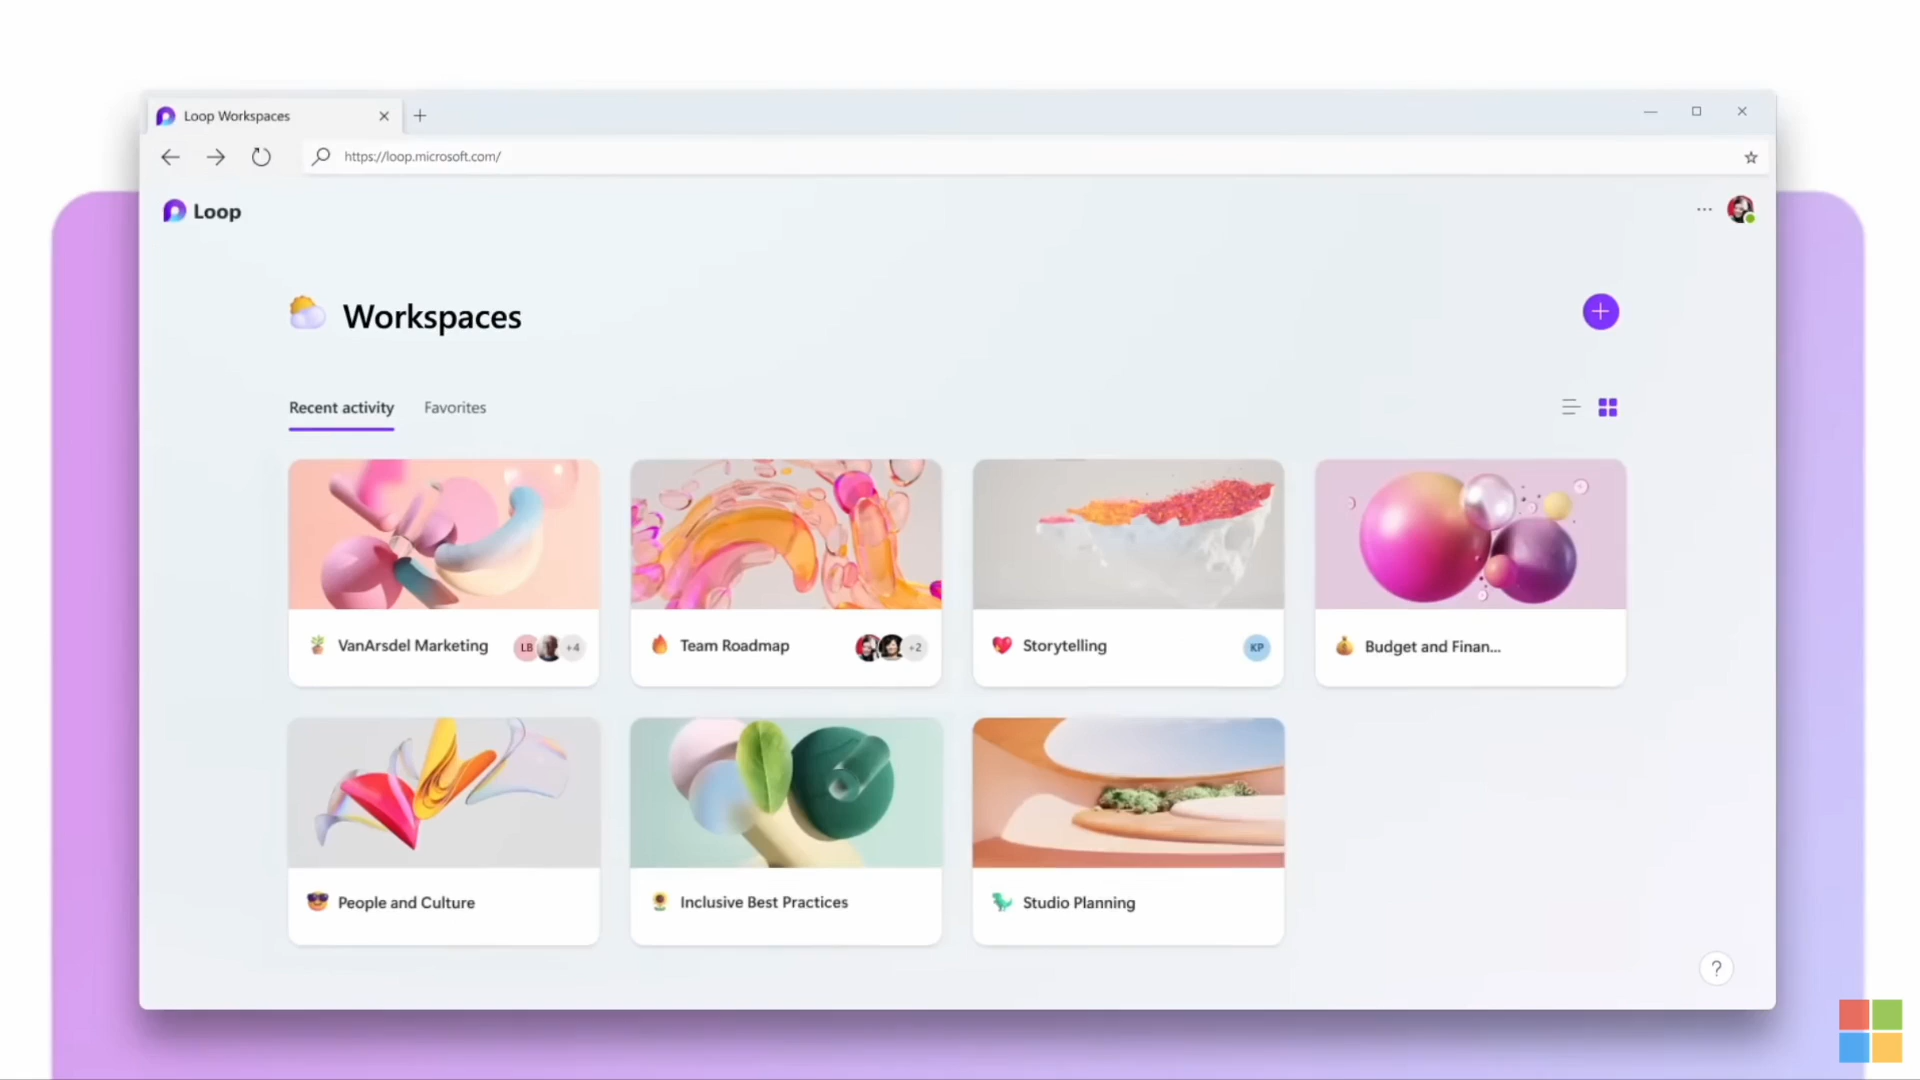 Loop Workspaces
https://loop.microsoft.com/
Loop
Workspaces
Recent activity
Favorites
VanArsdel Marketing
LB
+4
Team Roadmap
+2
Storytelling
KP
Budget and Finan...
People and Culture
Inclusive Best Practices
Studio Planning
?